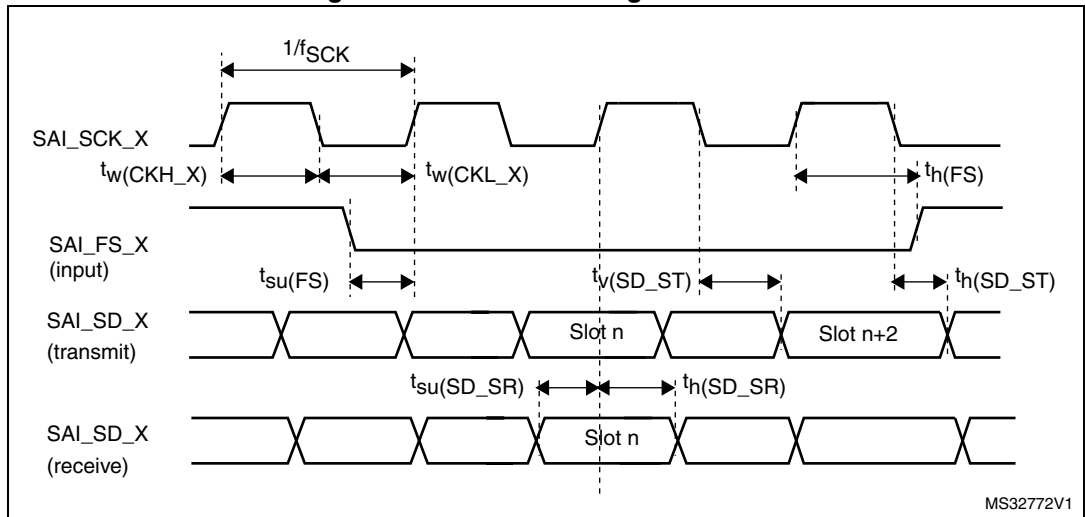 1/fSCK
SAI_SCK_X
tw(CKH_X)
tw(CKL_X)
th(FS)
SAI_FS_X
(input)
tsu(FS)
tv(SD_ST)
th(SD_ST)
SAI_SD_X
(transmit)
Slot n
Slot n+2
tsu(SD_SR)
th(SD_SR)
SAI_SD_X
(receive)
Slot n
MS32772V1